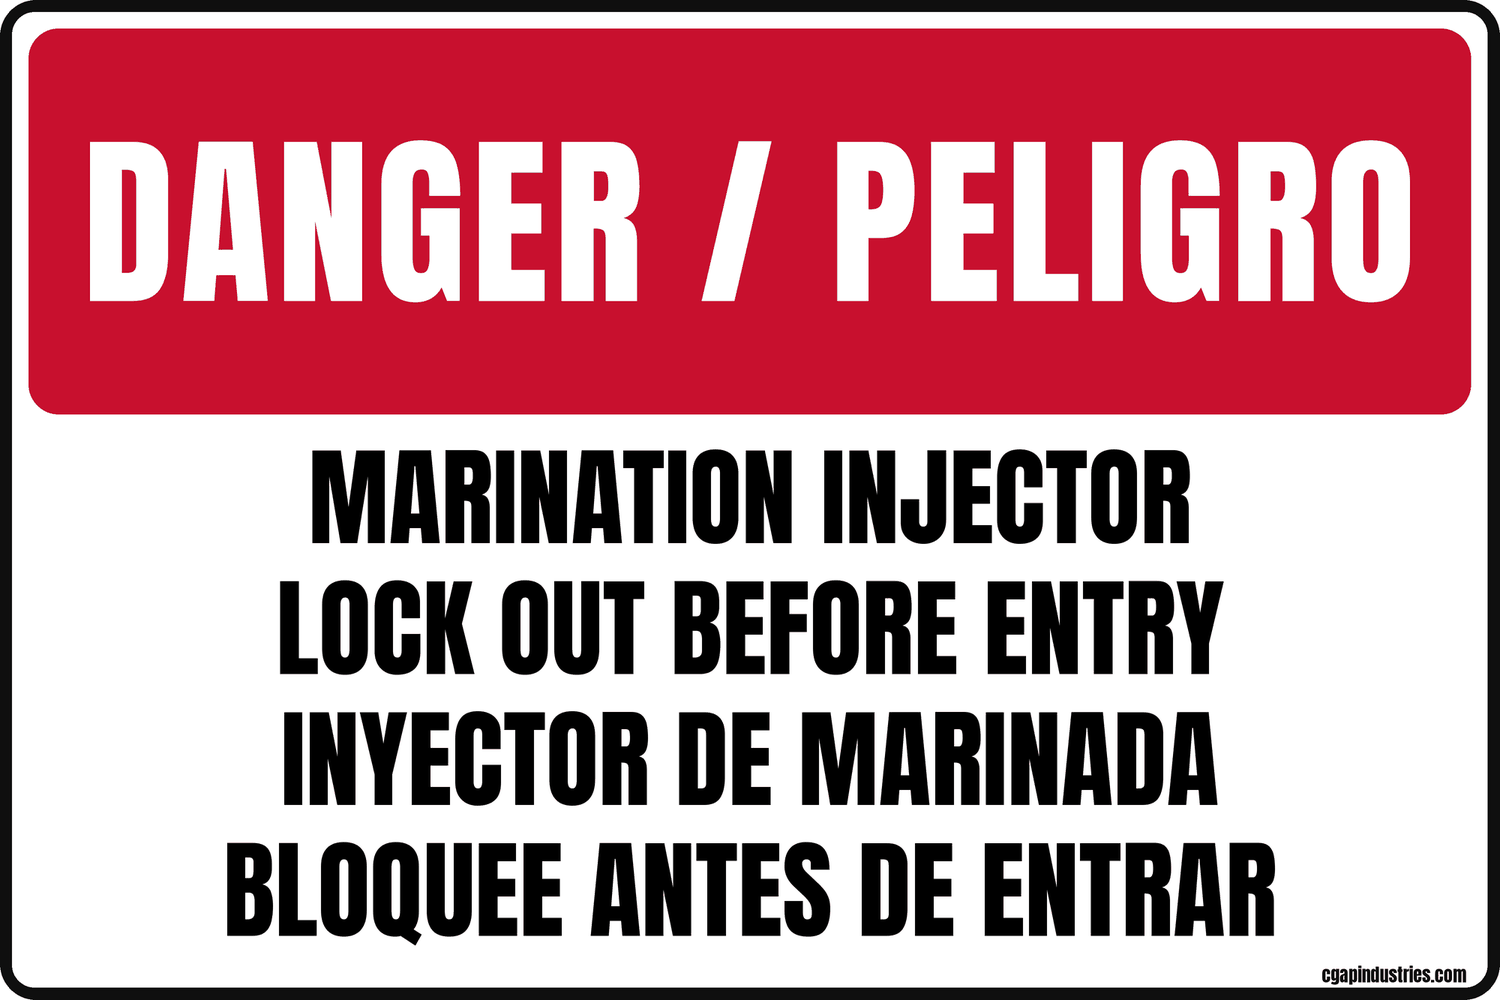 DANGER / PELIGRO
MARINATION INJECTOR
LOCK OUT BEFORE ENTRY
INYECTOR DE MARINADA
BLOQUEE ANTES DE ENTRAR
cgapindustries.com